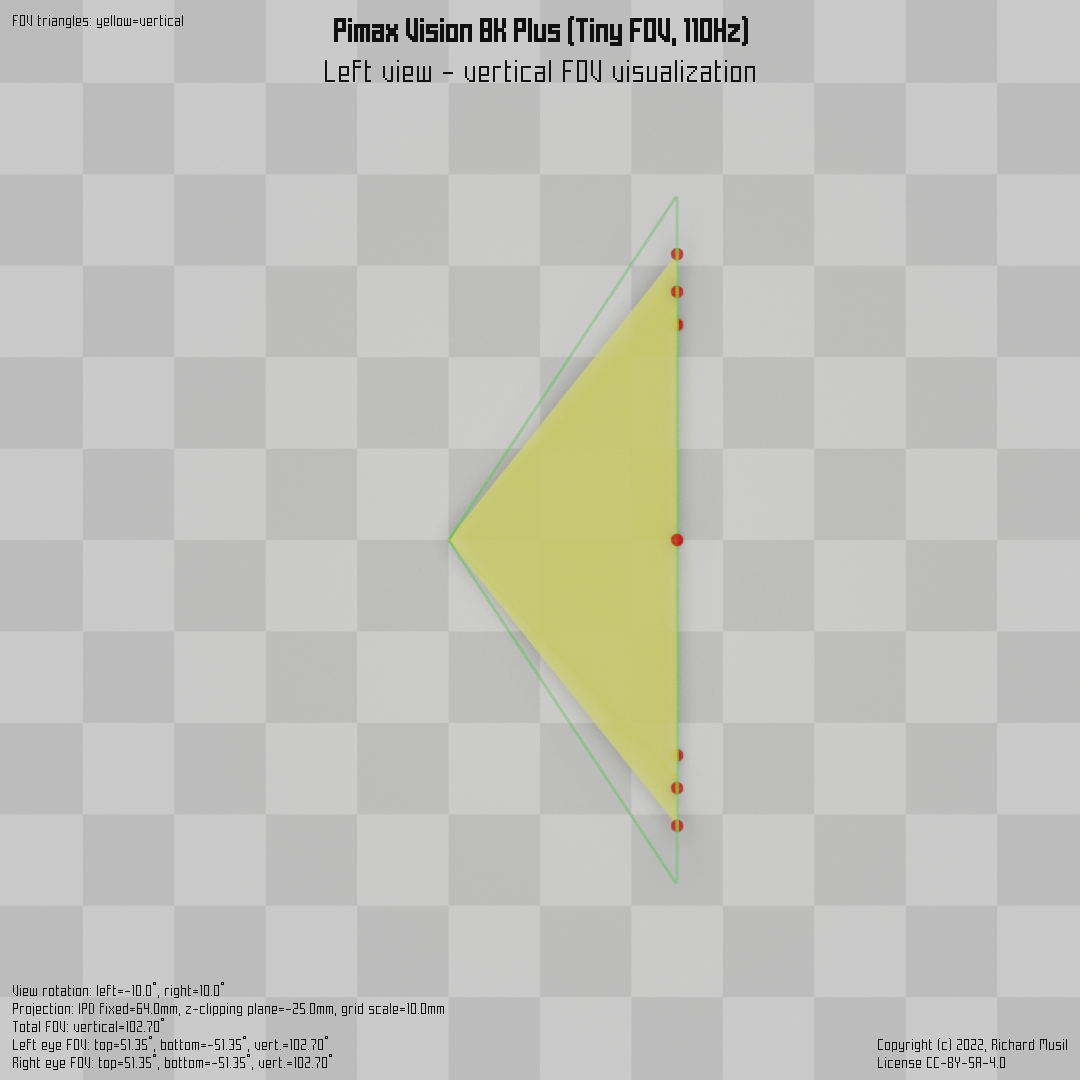 FOV triangles: yellow=vertical
Pimax Vision 8K Plus (Tiny FOV, 110Hz)
Left view - vertical FOV visualization
View rotation: left=-10.0°, right=10.0°
Projection: IPD fixed=64.0mm, z-clipping plane=-25.0mm, grid scale=10.0mm
Total FOV: vertical=102.70°
Left eye FOV: top=51.35°, bottom=-51.35°, vert.=102.70°
Right eye FOV: top=51.35°, bottom=-51.35°, vert.=102.70°
Copyright (c) 2022, Richard Musil
License CC-BY-SA-4.0